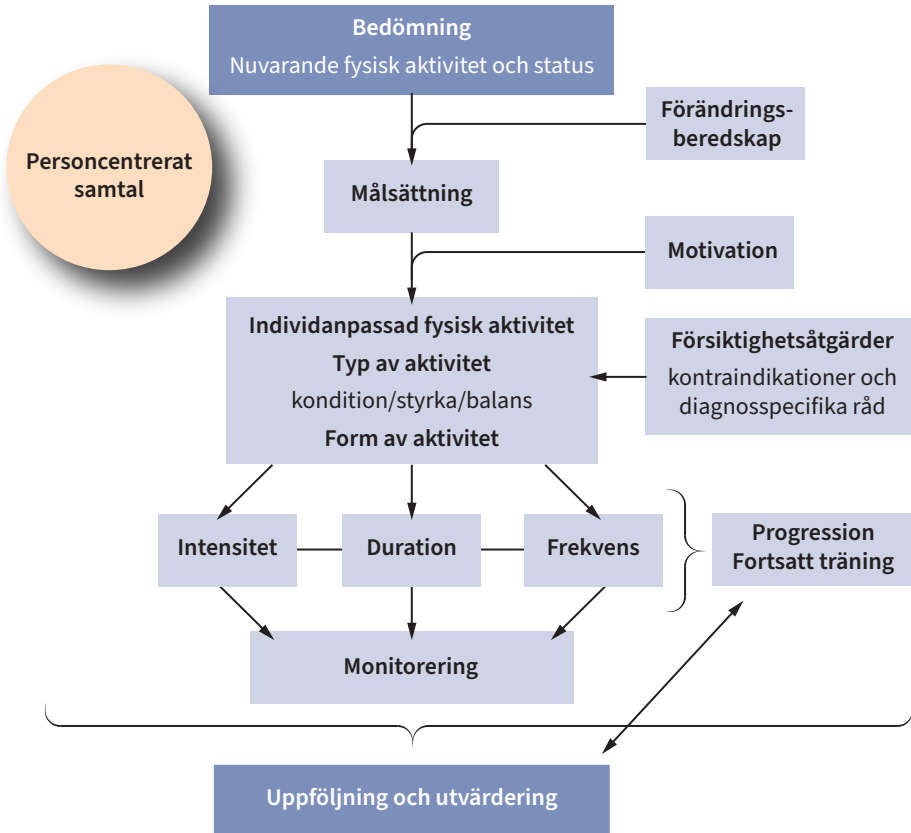 Bedömning
Nuvarande fysisk aktivitet och status
Personcentrerat
samtal
Förändrings-
beredskap
Målsättning
Motivation
Individanpassad fysisk aktivitet
Typ av aktivitet
kondition/styrka/balans
Form av aktivitet
Försiktighetsåtgärder
kontraindikationer och
diagnosspecifika råd
Intensitet
Duration
Frekvens
Progression
Fortsatt träning
Monitorering
Uppföljning och utvärdering